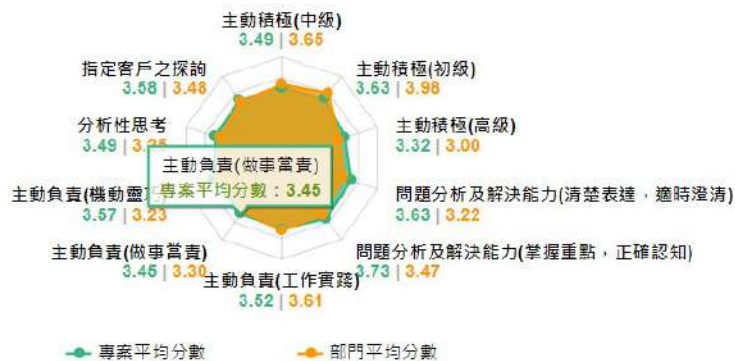 主動積極(中級)
3.49 | 3.65
指定客戶之探詢
3.58 | 3.48
主動積極(初級)
3.63 | 3.98
分析性思考
3.49 | 3.25
主動積極(高級)
3.32 | 3.00
主動負責(做事當責)
專案平均分數：3.45
主動負責(機動靈
3.57 | 3.23
問題分析及解決能力(清楚表達，適時澄清)
3.63 | 3.22
主動負責(做事當責)
3.45 | 3.30
問題分析及解決能力(掌握重點，正確認知)
3.73 | 3.47
主動負責(工作實踐)
3.52 | 3.61
專案平均分數
部門平均分數